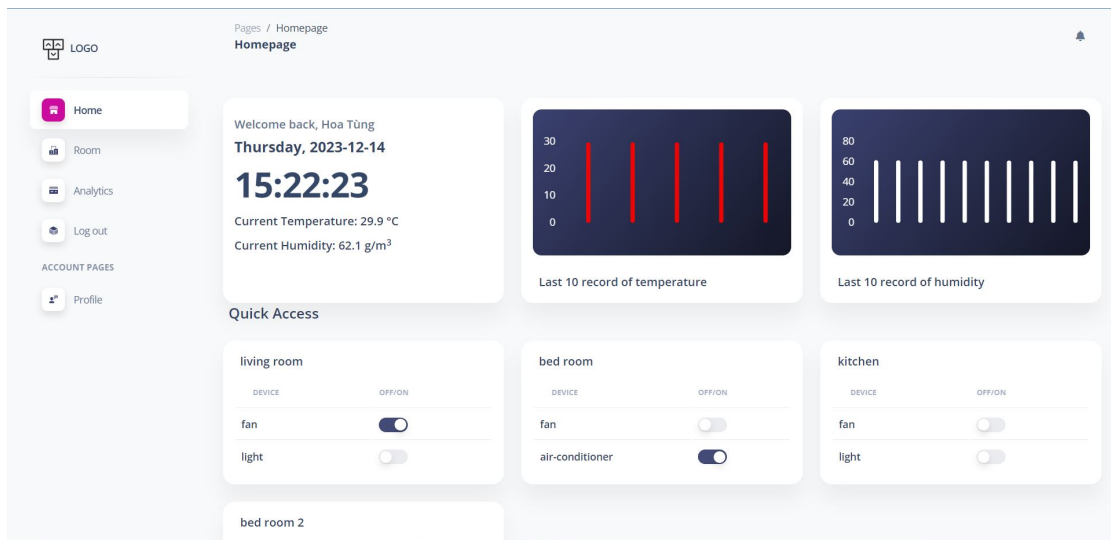 LOGO
Home
Room
Analytics
Log out
ACCOUNT PAGES
Profile
Pages / Homepage
Homepage
Welcome back, Hoa Tùng
Thursday, 2023-12-14
15:22:23
Current Temperature: 29.9 °C
Current Humidity: 62.1 g/m³
30
20
10
0
Last 10 record of temperature
80
60
40
20
0
Last 10 record of humidity
Quick Access
living room
DEVICE OFF/ON
fan
light
bed room
DEVICE OFF/ON
fan
air-conditioner
kitchen
DEVICE OFF/ON
fan
light
bed room 2